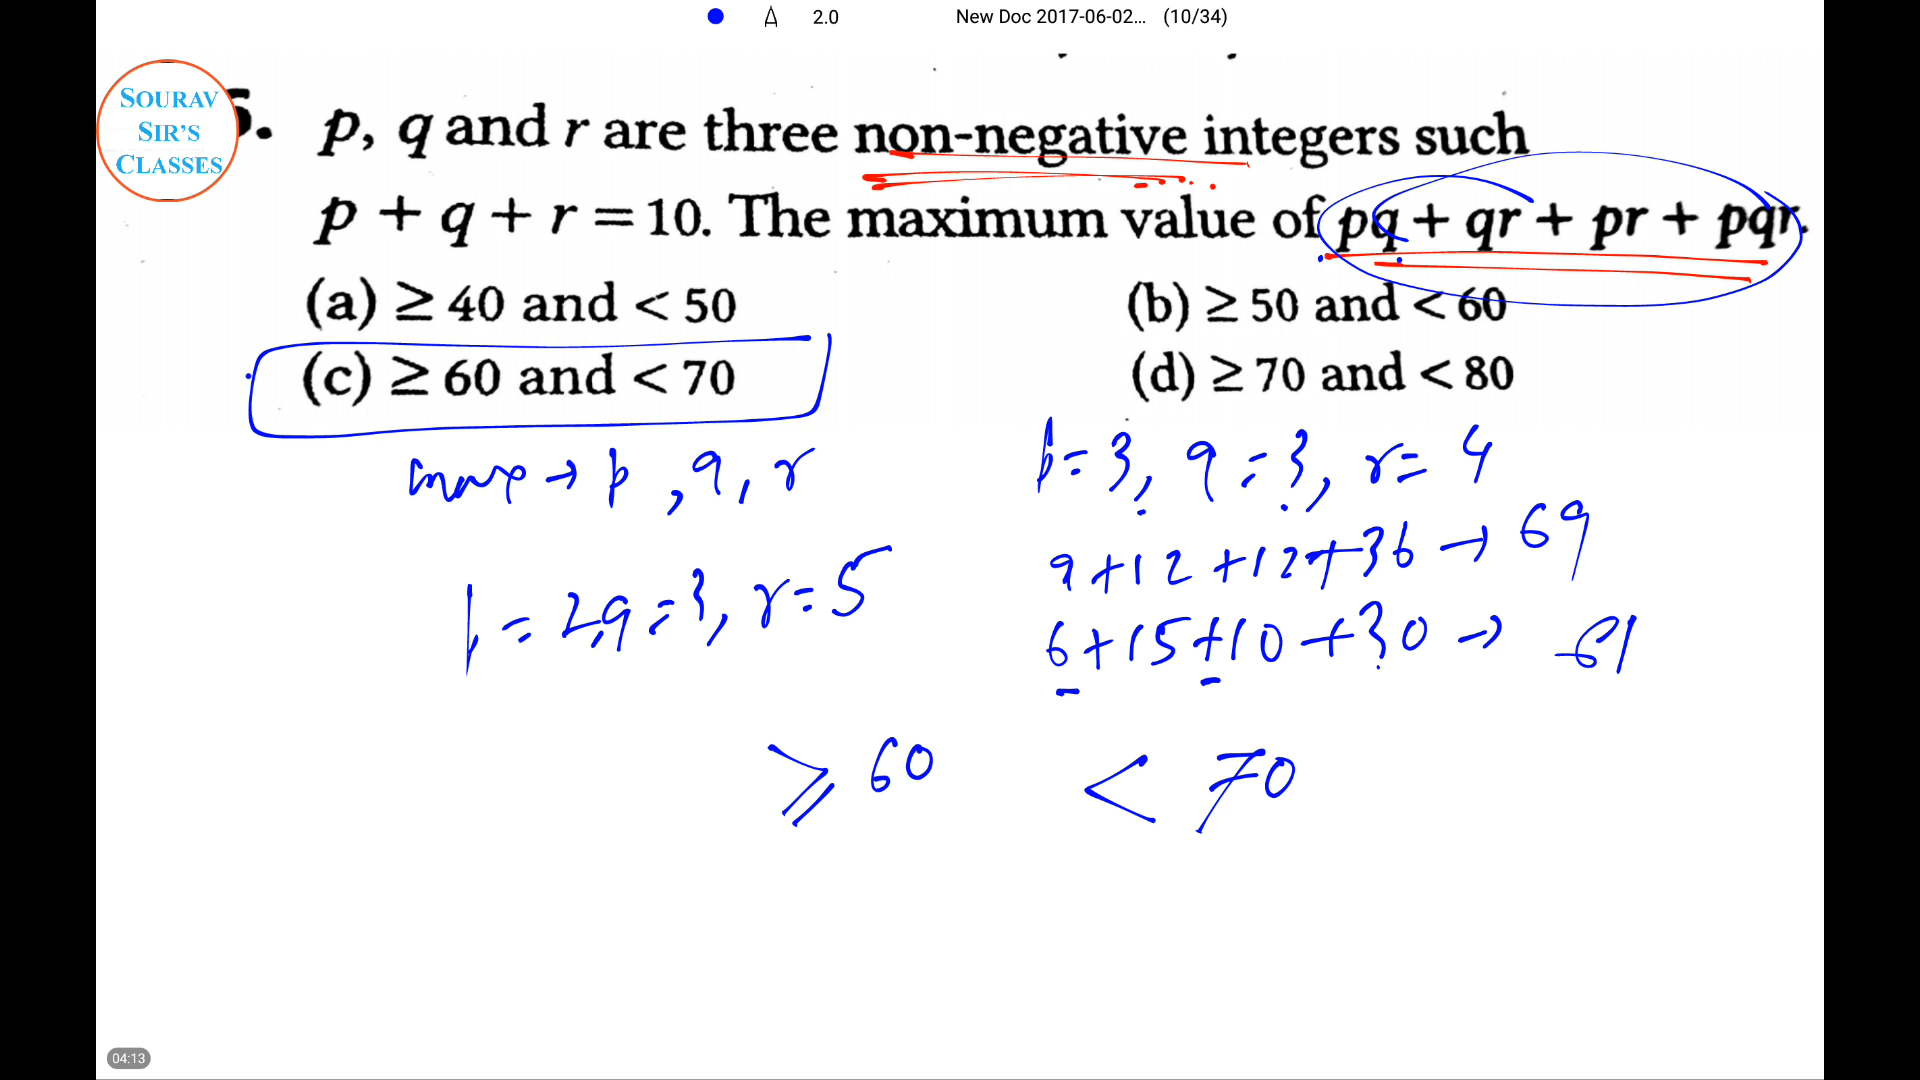 2.0 New Doc 2017-06-02... (10/34)
SOURAV
SIR'S
CLASSES
5. p, q and r are three non-negative integers such
p + q + r = 10. The maximum value of pq + qr + pr + pqr.
(a) ≥ 40 and < 50 (b) ≥ 50 and < 60
(c) ≥ 60 and < 70 (d) ≥ 70 and < 80
max → p, q, r p = 3, q = 3, r = 4
9 + 12 + 12 + 36 → 69
p = 2, q = 3, r = 5
6 + 15 + 10 + 30 → 61
≥ 60 < 70
04:13